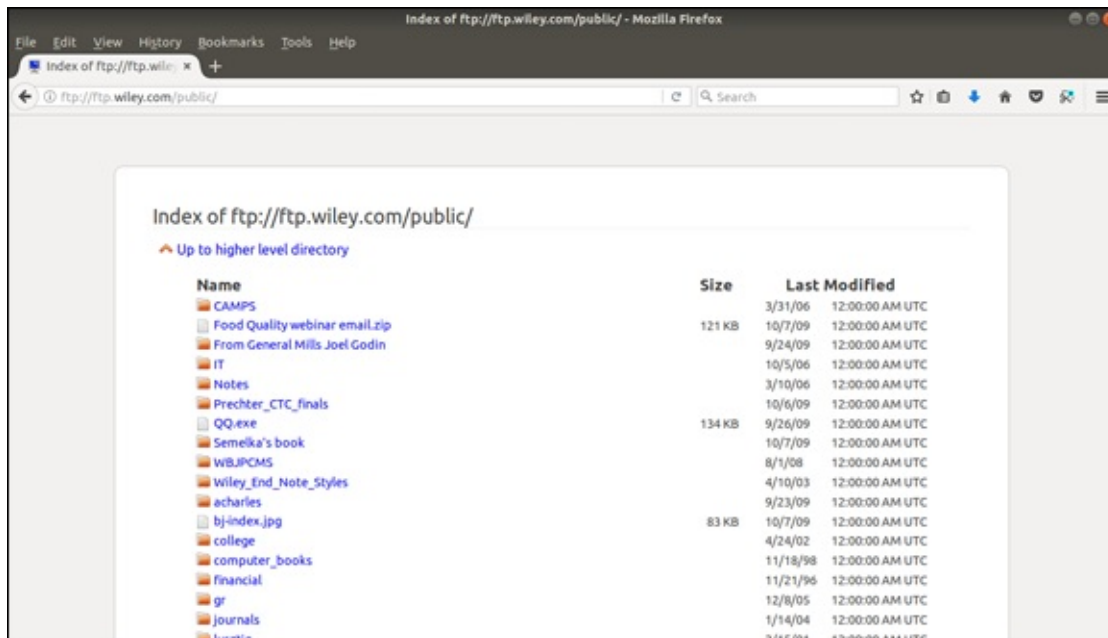 Index of ftp://ftp.wiley.com/public/ - Mozilla Firefox
File Edit View History Bookmarks Tools Help
Index of ftp://ftp.wile
ftp://ftp.wiley.com/public/ Search
Index of ftp://ftp.wiley.com/public/
Up to higher level directory
Name Size Last Modified
CAMPS 3/31/06 12:00:00 AM UTC
Food Quality webinar email.zip 121 KB 10/7/09 12:00:00 AM UTC
From General Mills Joel Godin 9/24/09 12:00:00 AM UTC
IT 10/5/06 12:00:00 AM UTC
Notes 3/10/06 12:00:00 AM UTC
Prechter_CTC_finals 10/6/09 12:00:00 AM UTC
QQ.exe 134 KB 9/26/09 12:00:00 AM UTC
Semelka's book 10/7/09 12:00:00 AM UTC
WBJPCMS 8/1/08 12:00:00 AM UTC
Wiley_End_Note_Styles 4/10/03 12:00:00 AM UTC
acharles 9/23/09 12:00:00 AM UTC
bj-index.jpg 83 KB 10/7/09 12:00:00 AM UTC
college 4/24/02 12:00:00 AM UTC
computer_books 11/18/98 12:00:00 AM UTC
financial 11/21/96 12:00:00 AM UTC
gr 12/8/05 12:00:00 AM UTC
journals 1/14/04 12:00:00 AM UTC